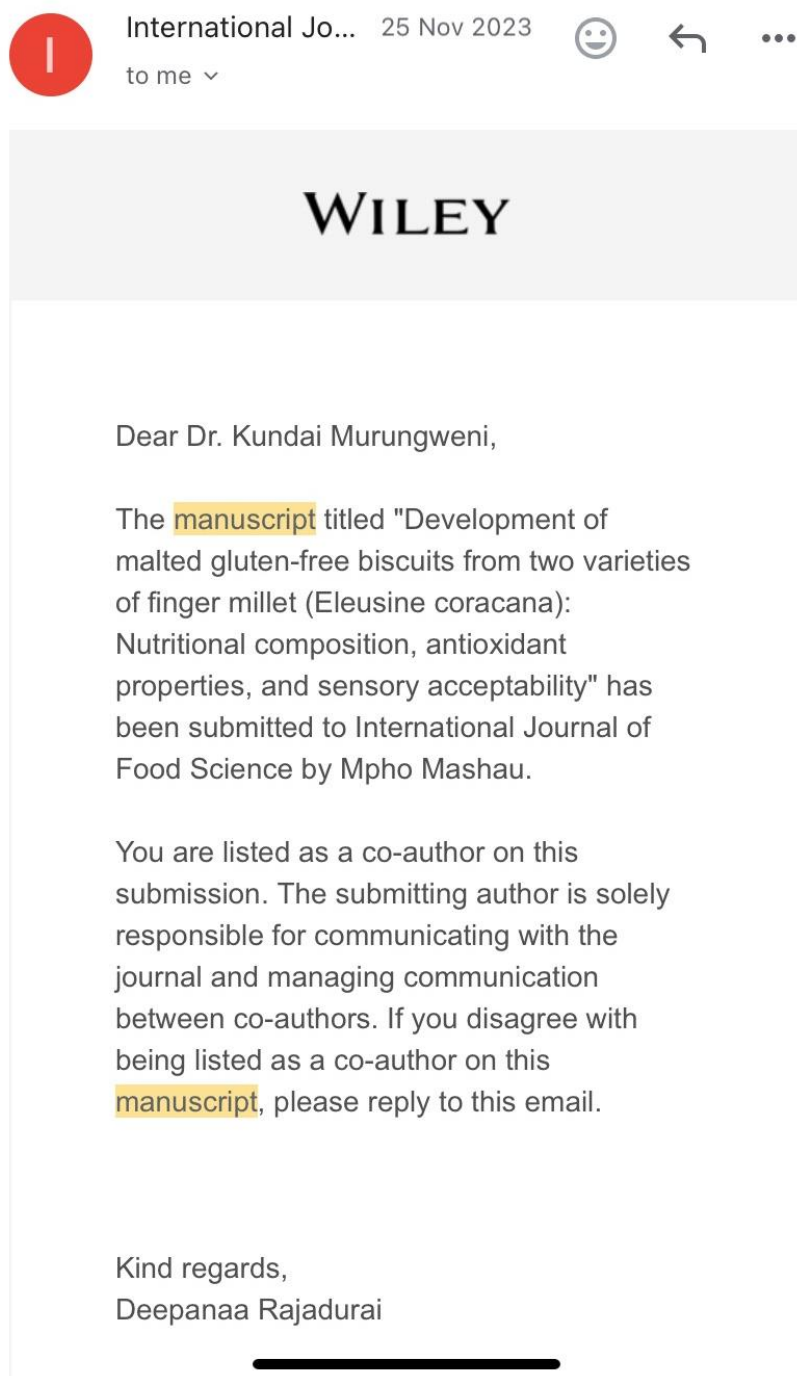 I
International Jo... 25 Nov 2023
to me
WILEY
Dear Dr. Kundai Murungweni,
The manuscript titled "Development of
malted gluten-free biscuits from two varieties
of finger millet (Eleusine coracana):
Nutritional composition, antioxidant
properties, and sensory acceptability" has
been submitted to International Journal of
Food Science by Mpho Mashau.
You are listed as a co-author on this
submission. The submitting author is solely
responsible for communicating with the
journal and managing communication
between co-authors. If you disagree with
being listed as a co-author on this
manuscript, please reply to this email.
Kind regards,
Deepanaa Rajadurai